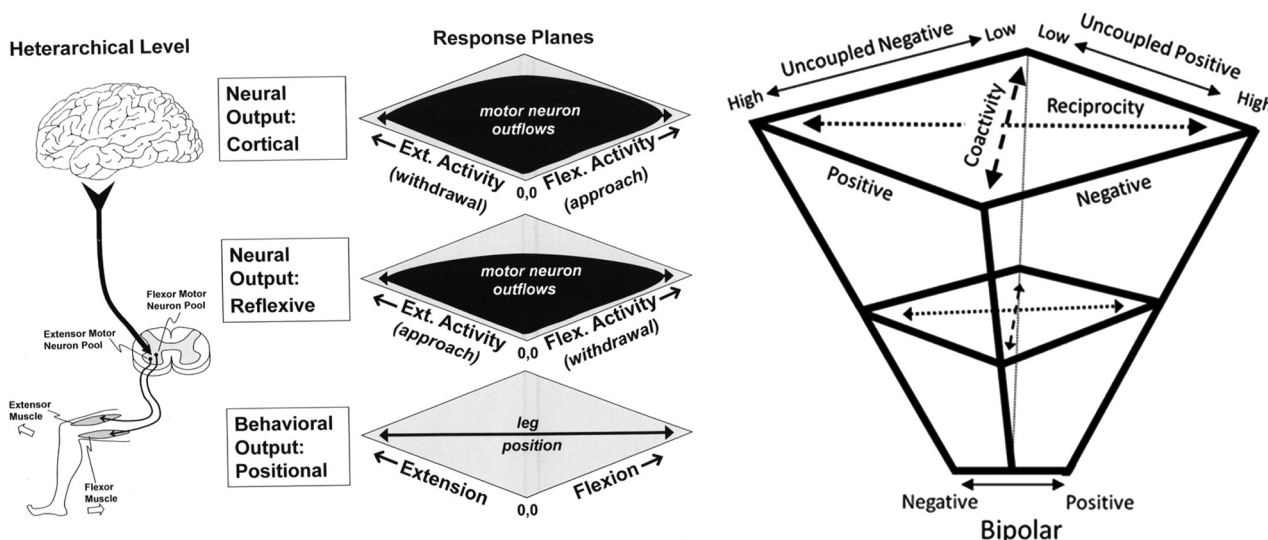 Heterarchical Level
Response Planes
Neural
Output:
Cortical
motor neuron
outflows
Ext. Activity
(withdrawal)
0,0
Flex. Activity
(approach)
Neural
Output:
Reflexive
motor neuron
outflows
Ext. Activity
(approach)
0,0
Flex. Activity
(withdrawal)
Flexor Motor
Neuron Pool
Extensor Motor
Neuron Pool
Extensor
Muscle
Flexor
Muscle
Behavioral
Output:
Positional
leg
position
Extension
0,0
Flexion
Uncoupled Negative
High
Low
Low
Uncoupled Positive
High
Coactivity
Reciprocity
Positive
Negative
Negative
Positive
Bipolar